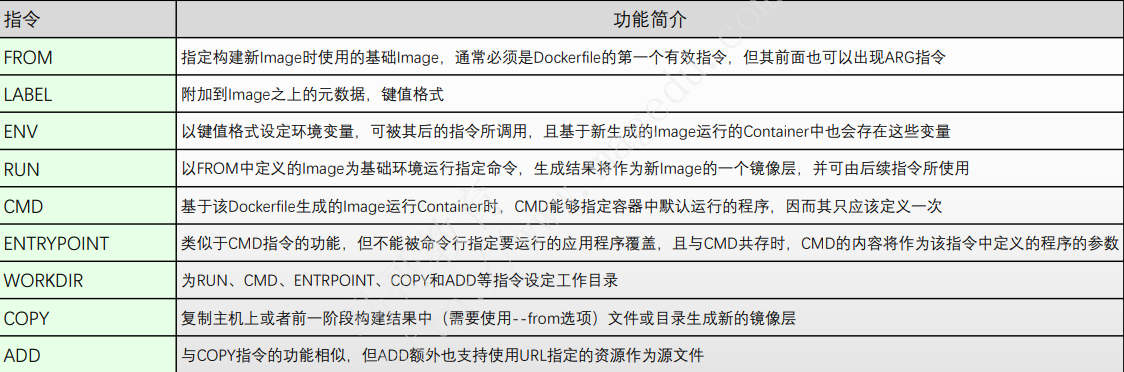 指令 功能简介
FROM 指定构建新Image时使用的基础Image，通常必须是Dockerfile的第一个有效指令，但其前面也可以出现ARG指令
LABEL 附加到Image之上的元数据，键值格式
ENV 以键值格式设定环境变量，可被其后的指令所调用，且基于新生成的Image运行的Container中也会存在这些变量
RUN 以FROM中定义的Image为基础环境运行指定命令，生成结果将作为新Image的一个镜像层，并可由后续指令所使用
CMD 基于该Dockerfile生成的Image运行Container时，CMD能够指定容器中默认运行的程序，因而其只应该定义一次
ENTRYPOINT 类似于CMD指令的功能，但不能被命令行指定要运行的应用程序覆盖，且与CMD共存时，CMD的内容将作为该指令中定义的程序的参数
WORKDIR 为RUN、CMD、ENTRPOINT、COPY和ADD等指令设定工作目录
COPY 复制主机上或者前一阶段构建结果中（需要使用--from选项）文件或目录生成新的镜像层
ADD 与COPY指令的功能相似，但ADD额外也支持使用URL指定的资源作为源文件